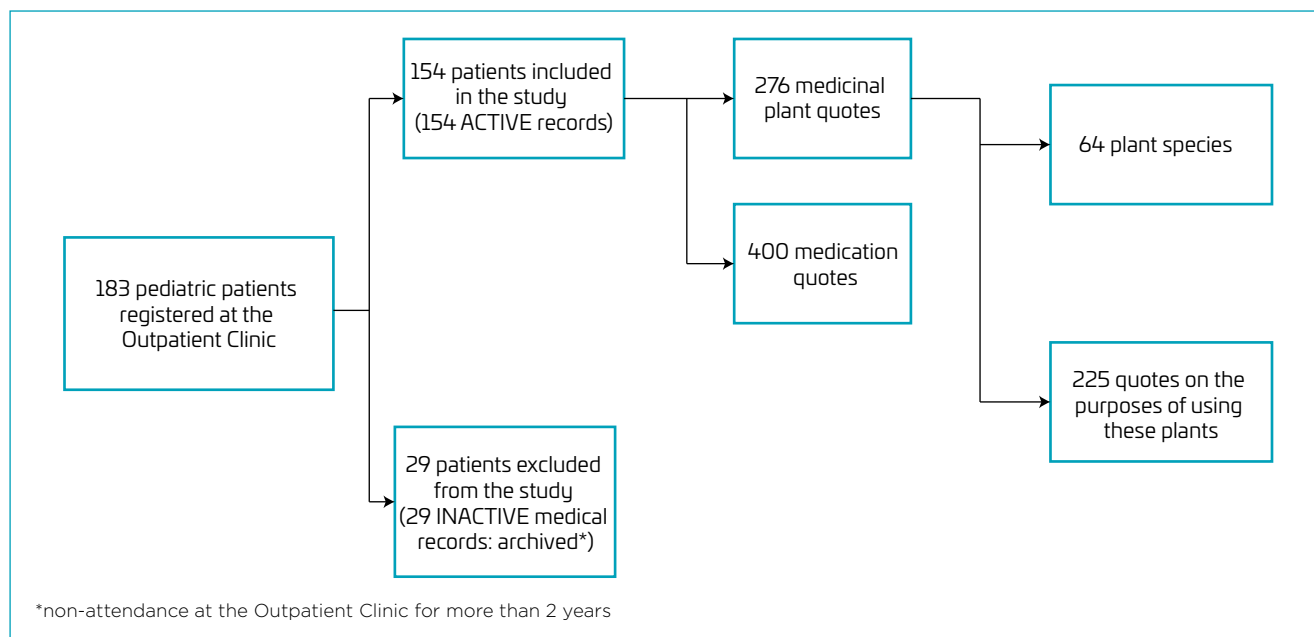 183 pediatric patients
registered at the
Outpatient Clinic
154 patients included
in the study
(154 ACTIVE records)
29 patients excluded
from the study
(29 INACTIVE medical
records: archived*)
276 medicinal
plant quotes
400 medication
quotes
64 plant species
225 quotes on the
purposes of using
these plants
*non-attendance at the Outpatient Clinic for more than 2 years